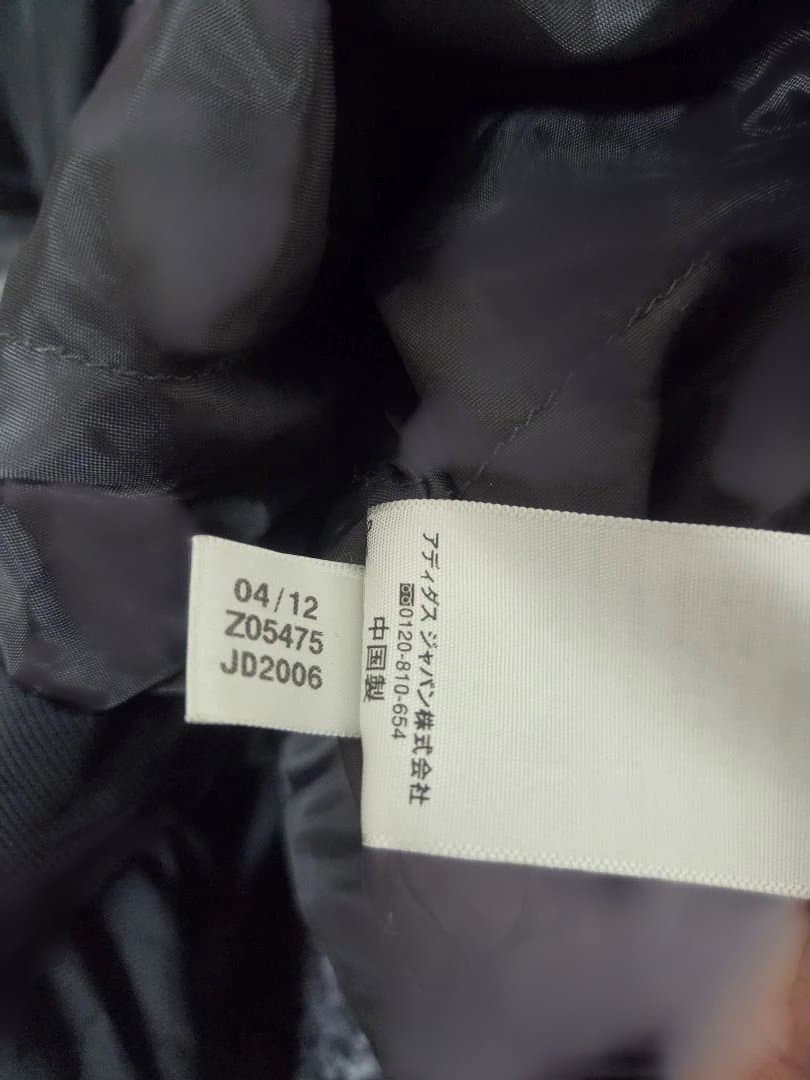 04/12
Z05475
JD2006
アディダス ジャパン株式会社
0120-810-654
中国製